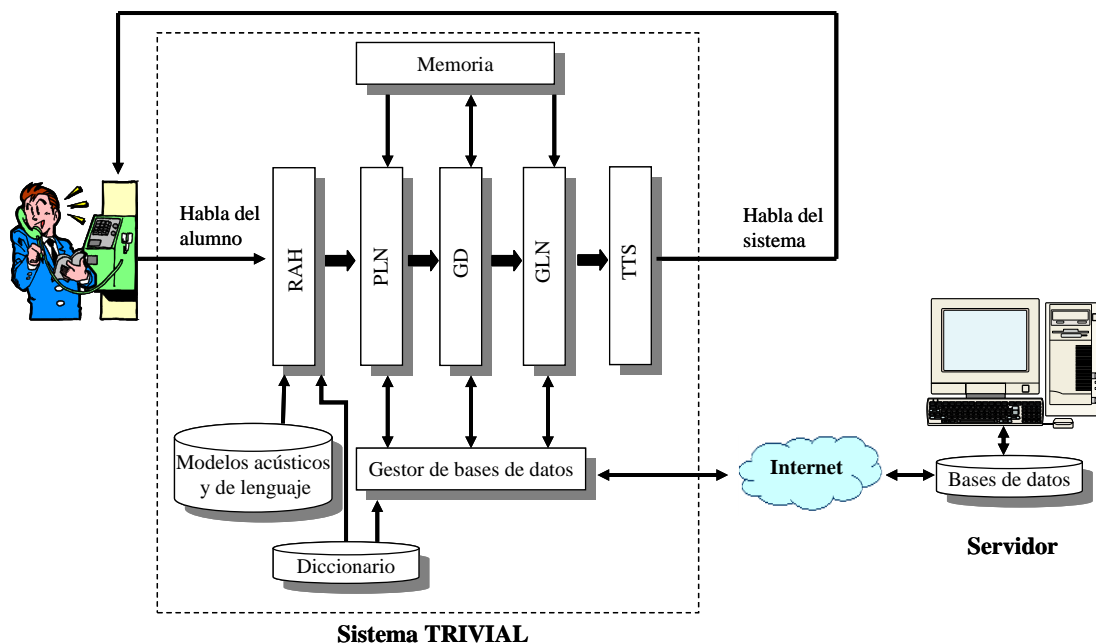 Memoria
Habla del
alumno
RAH
PLN
GD
GLN
TTS
Habla del
sistema
Modelos acústicos
y de lenguaje
Gestor de bases de datos
Internet
Bases de datos
Servidor
Diccionario
Sistema TRIVIAL